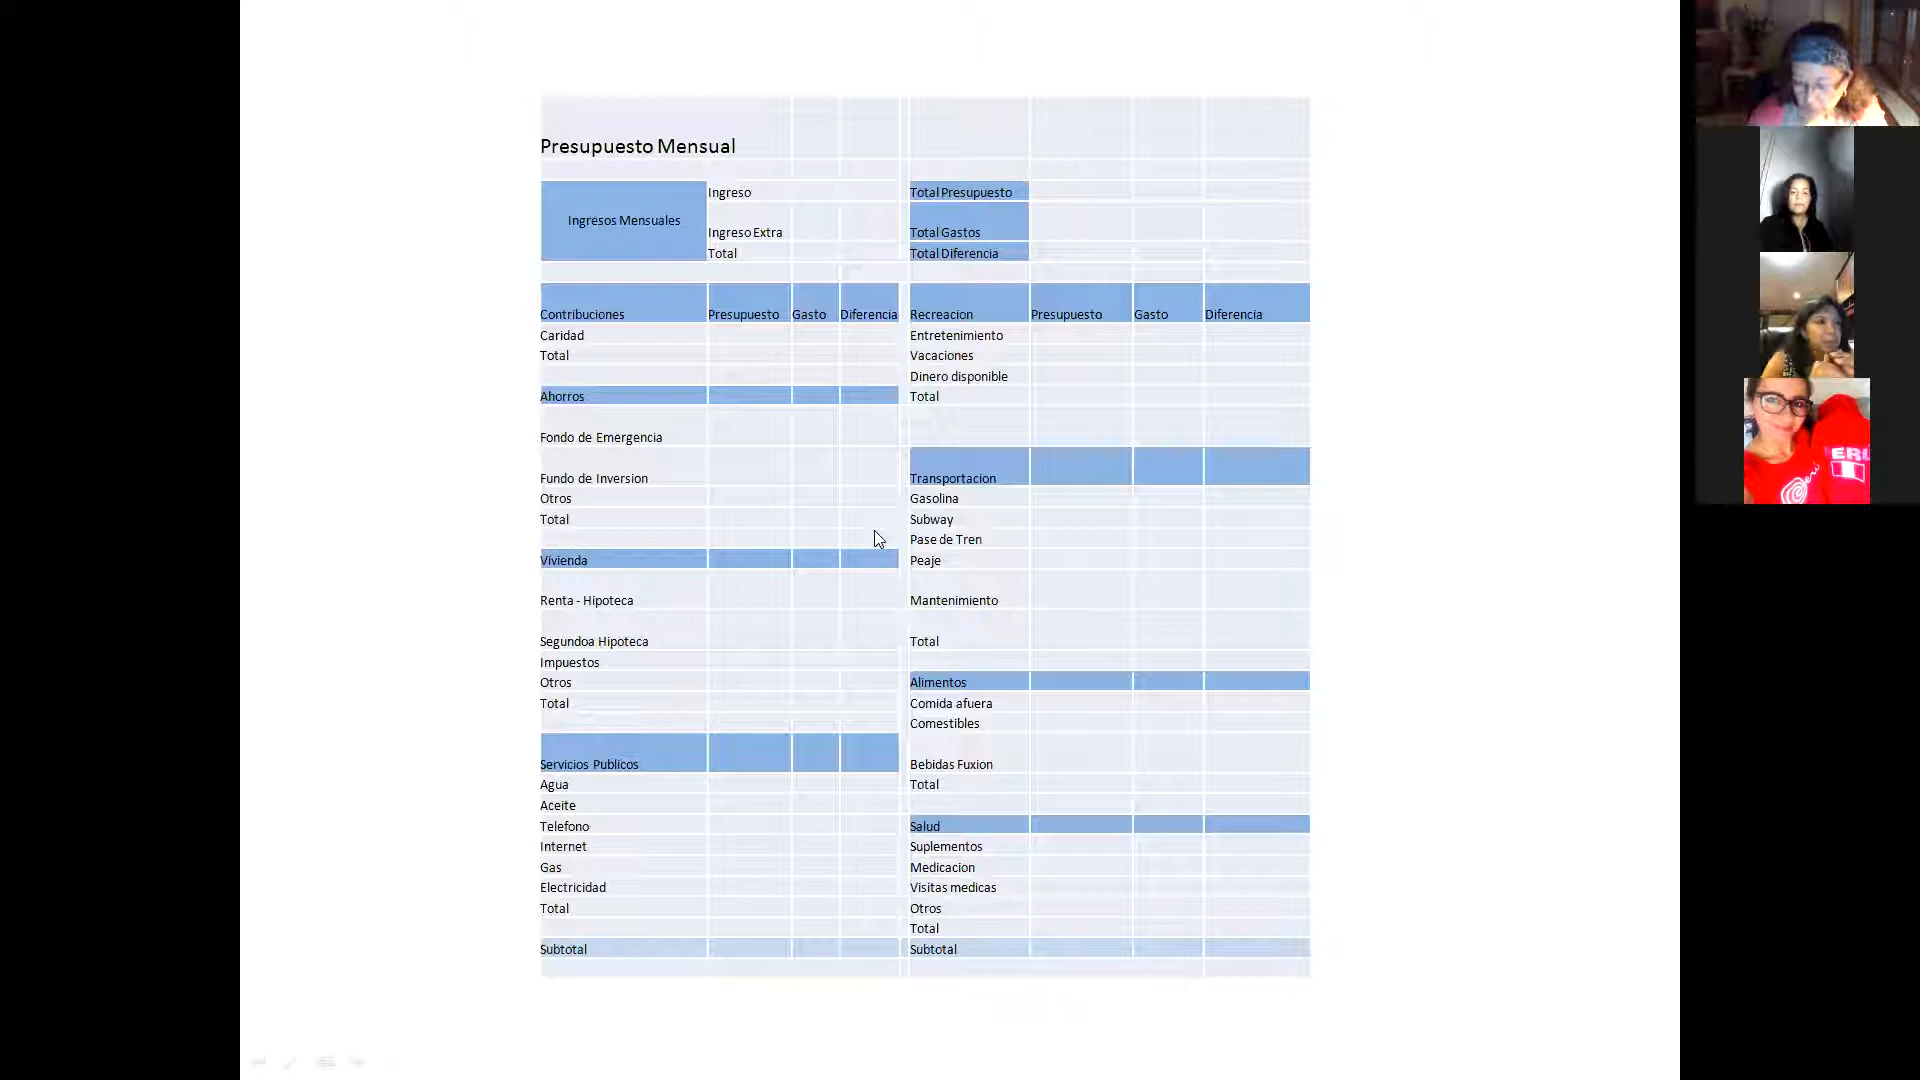 Presupuesto Mensual
Ingresos Mensuales
Ingreso
Ingreso Extra
Total
Total Presupuesto
Total Gastos
Total Diferencia
Contribuciones Presupuesto Gasto Diferencia
Caridad
Total
Ahorros
Fondo de Emergencia
Fundo de Inversion
Otros
Total
Vivienda
Renta - Hipoteca
Segundoa Hipoteca
Impuestos
Otros
Total
Servicios Publicos
Agua
Aceite
Telefono
Internet
Gas
Electricidad
Total
Subtotal
Recreacion Presupuesto Gasto Diferencia
Entretenimiento
Vacaciones
Dinero disponible
Total
Transportacion
Gasolina
Subway
Pase de Tren
Peaje
Mantenimiento
Total
Alimentos
Comida afuera
Comestibles
Bebidas Fuxion
Total
Salud
Suplementos
Medicacion
Visitas medicas
Otros
Total
Subtotal